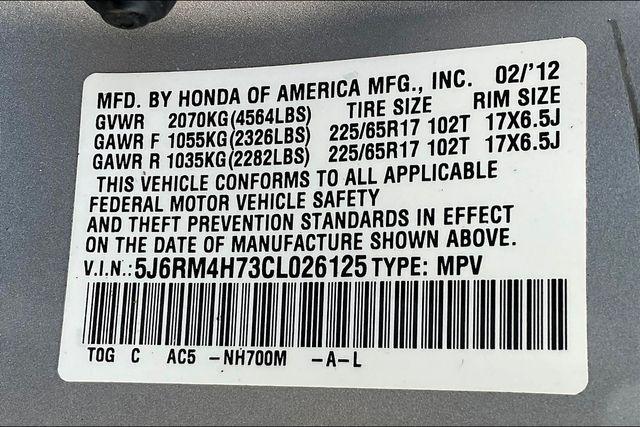 MFD. BY HONDA OF AMERICA MFG., INC. 02/'12
GVWR 2070KG(4564LBS) TIRE SIZE RIM SIZE
GAWR F 1055KG(2326LBS) 225/65R17 102T 17X6.5J
GAWR R 1035KG(2282LBS) 225/65R17 102T 17X6.5J
THIS VEHICLE CONFORMS TO ALL APPLICABLE
FEDERAL MOTOR VEHICLE SAFETY
AND THEFT PREVENTION STANDARDS IN EFFECT
ON THE DATE OF MANUFACTURE SHOWN ABOVE.
V.I.N.:5J6RM4H73CL026125 TYPE: MPV
TOG C AC5 -NH700M -A-L